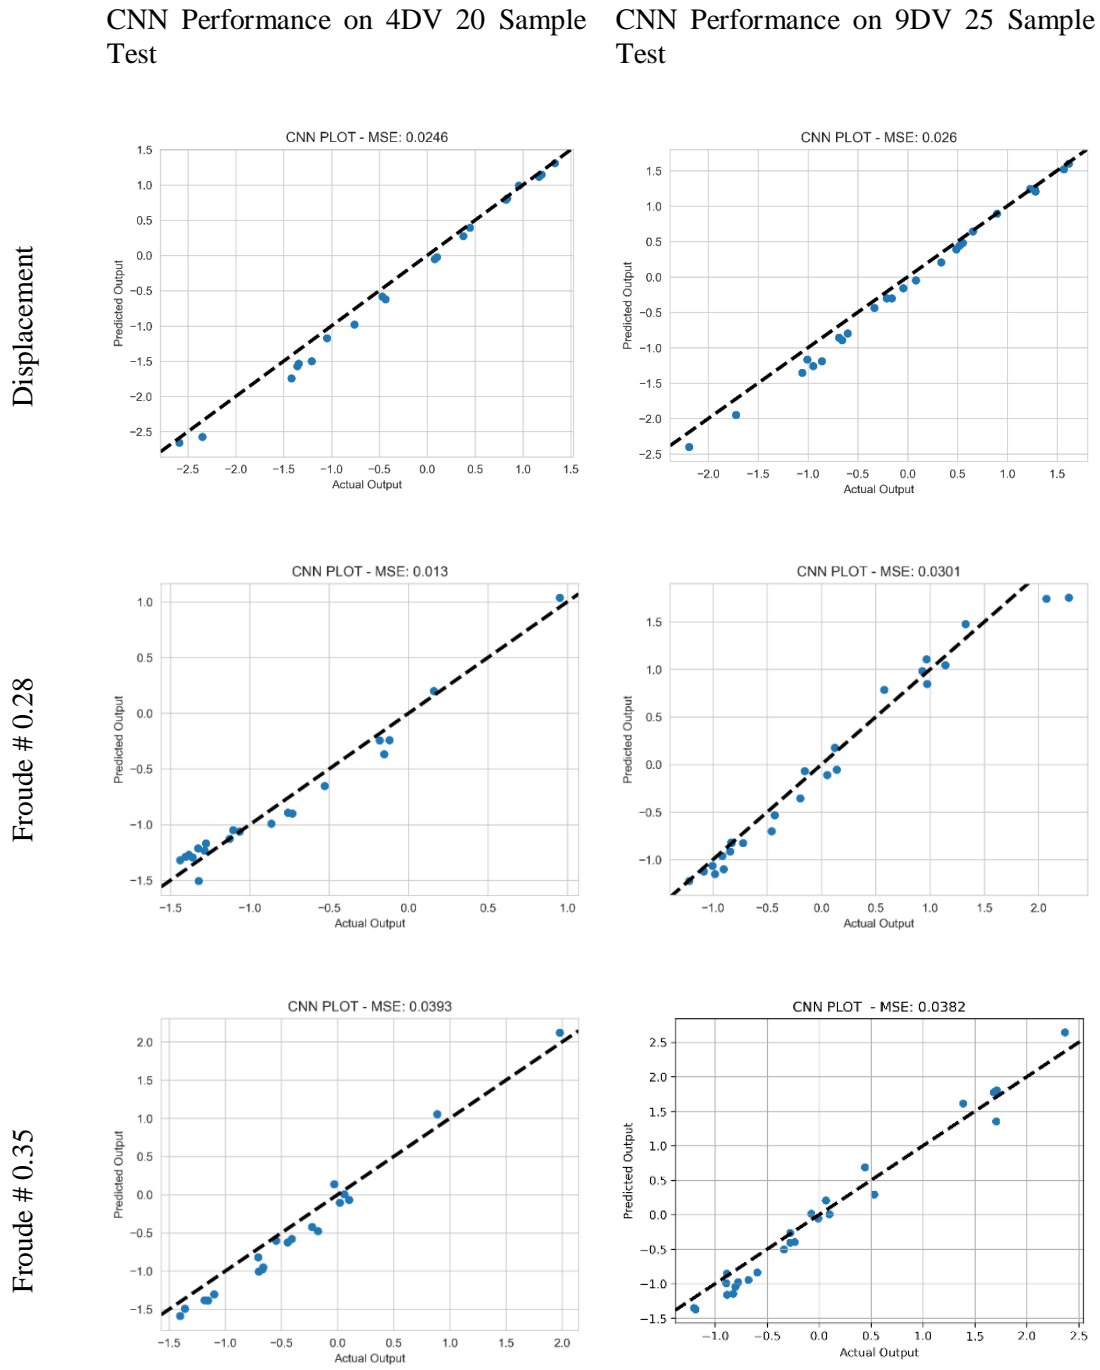 CNN Performance on 4DV 20 Sample
Test
CNN Performance on 9DV 25 Sample
Test
Displacement
CNN PLOT - MSE: 0.0246
1.5
1.0
0.5
0.0
−0.5
−1.0
−1.5
−2.0
−2.5
Predicted Output
−2.5 −2.0 −1.5 −1.0 −0.5 0.0 0.5 1.0 1.5
Actual Output
CNN PLOT - MSE: 0.026
1.5
1.0
0.5
0.0
−0.5
−1.0
−1.5
−2.0
−2.5
Predicted Output
−2.0 −1.5 −1.0 −0.5 0.0 0.5 1.0 1.5
Actual Output
Froude # 0.28
CNN PLOT - MSE: 0.013
1.0
0.5
0.0
−0.5
−1.0
−1.5
Predicted Output
−1.5 −1.0 −0.5 0.0 0.5 1.0
Actual Output
CNN PLOT - MSE: 0.0301
1.5
1.0
0.5
0.0
−0.5
−1.0
Predicted Output
−1.0 −0.5 0.0 0.5 1.0 1.5 2.0
Actual Output
Froude # 0.35
CNN PLOT - MSE: 0.0393
2.0
1.5
1.0
0.5
0.0
−0.5
−1.0
−1.5
Predicted Output
−1.5 −1.0 −0.5 0.0 0.5 1.0 1.5 2.0
Actual Output
CNN PLOT - MSE: 0.0382
2.5
2.0
1.5
1.0
0.5
0.0
−0.5
−1.0
−1.5
Predicted Output
−1.0 −0.5 0.0 0.5 1.0 1.5 2.0 2.5
Actual Output